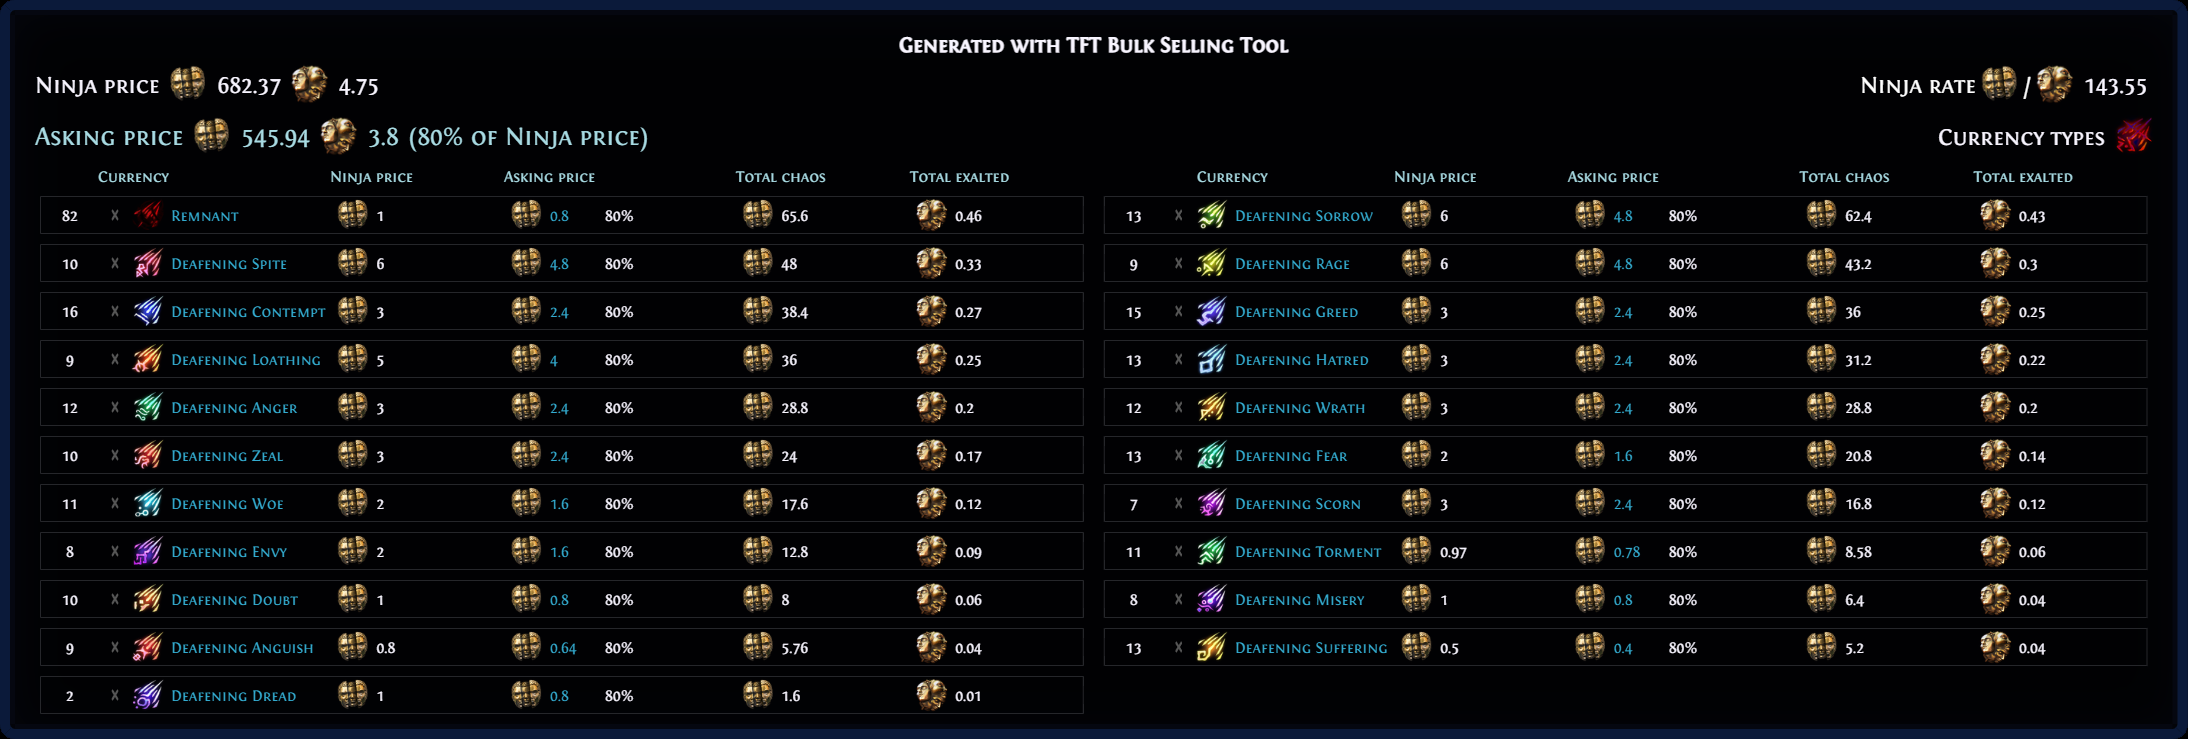 Generated with TFT Bulk Selling Tool
Ninja price 682.37 4.75 Ninja rate / 143.55
Asking price 545.94 3.8 (80% of Ninja price) Currency types
Currency Ninja price Asking price Total chaos Total exalted Currency Ninja price Asking price Total chaos Total exalted
82 x Remnant 1 0.8 80% 65.6 0.46 13 x Deafening Sorrow 6 4.8 80% 62.4 0.43
10 x Deafening Spite 6 4.8 80% 48 0.33 9 x Deafening Rage 6 4.8 80% 43.2 0.3
16 x Deafening Contempt 3 2.4 80% 38.4 0.27 15 x Deafening Greed 3 2.4 80% 36 0.25
9 x Deafening Loathing 5 4 80% 36 0.25 13 x Deafening Hatred 3 2.4 80% 31.2 0.22
12 x Deafening Anger 3 2.4 80% 28.8 0.2 12 x Deafening Wrath 3 2.4 80% 28.8 0.2
10 x Deafening Zeal 3 2.4 80% 24 0.17 13 x Deafening Fear 2 1.6 80% 20.8 0.14
11 x Deafening Woe 2 1.6 80% 17.6 0.12 7 x Deafening Scorn 3 2.4 80% 16.8 0.12
8 x Deafening Envy 2 1.6 80% 12.8 0.09 11 x Deafening Torment 0.97 0.78 80% 8.58 0.06
10 x Deafening Doubt 1 0.8 80% 8 0.06 8 x Deafening Misery 1 0.8 80% 6.4 0.04
9 x Deafening Anguish 0.8 0.64 80% 5.76 0.04 13 x Deafening Suffering 0.5 0.4 80% 5.2 0.04
2 x Deafening Dread 1 0.8 80% 1.6 0.01